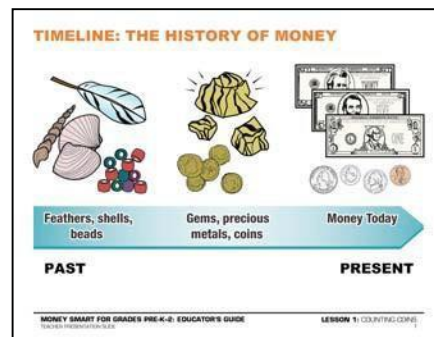 TIMELINE: THE HISTORY OF MONEY
Feathers, shells,
beads
Gems, precious
metals, coins
Money Today
PAST
PRESENT
MONEY SMART FOR GRADES PRE-K–2: EDUCATOR'S GUIDE
TEACHER PRESENTATION SLIDE
LESSON 1: COUNTING COINS
1